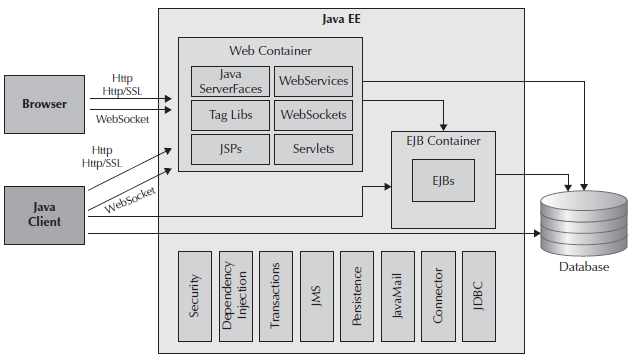 Java EE
Web Container
Java
ServerFaces
WebServices
Tag Libs
WebSockets
JSPs
Servlets
Browser
Http
Http/SSL
WebSocket
Http
Http/SSL
WebSocket
Java
Client
EJB Container
EJBs
Database
Security
Dependency
Injection
Transactions
JMS
Persistence
JavaMail
Connector
JDBC